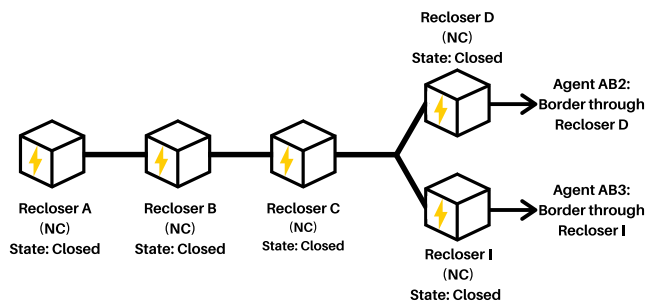 Recloser D
(NC)
State: Closed
Agent AB2:
Border through
Recloser D
Recloser A
(NC)
State: Closed
Recloser B
(NC)
State: Closed
Recloser C
(NC)
State: Closed
Agent AB3:
Border through
Recloser I
Recloser I
(NC)
State: Closed